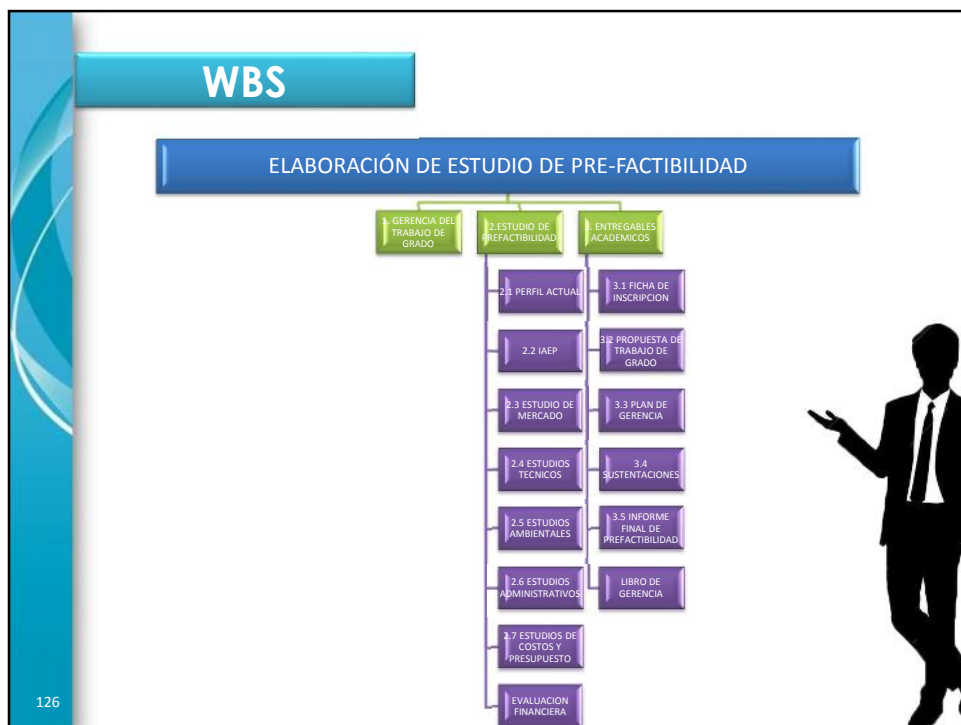 WBS
ELABORACIÓN DE ESTUDIO DE PRE-FACTIBILIDAD
1. GERENCIA DEL
TRABAJO DE
GRADO
2.ESTUDIO DE
PREFACTIBILIDAD
3. ENTREGABLES
ACADEMICOS
2.1 PERFIL ACTUAL
2.2 IAEP
2.3 ESTUDIO DE
MERCADO
2.4 ESTUDIOS
TECNICOS
2.5 ESTUDIOS
AMBIENTALES
2.6 ESTUDIOS
ADMINISTRATIVOS
2.7 ESTUDIOS DE
COSTOS Y
PRESUPUESTO
EVALUACION
FINANCIERA
3.1 FICHA DE
INSCRIPCION
3.2 PROPUESTA DE
TRABAJO DE
GRADO
3.3 PLAN DE
GERENCIA
3.4
SUSTENTACIONES
3.5 INFORME
FINAL DE
PREFACTIBILIDAD
LIBRO DE
GERENCIA
126